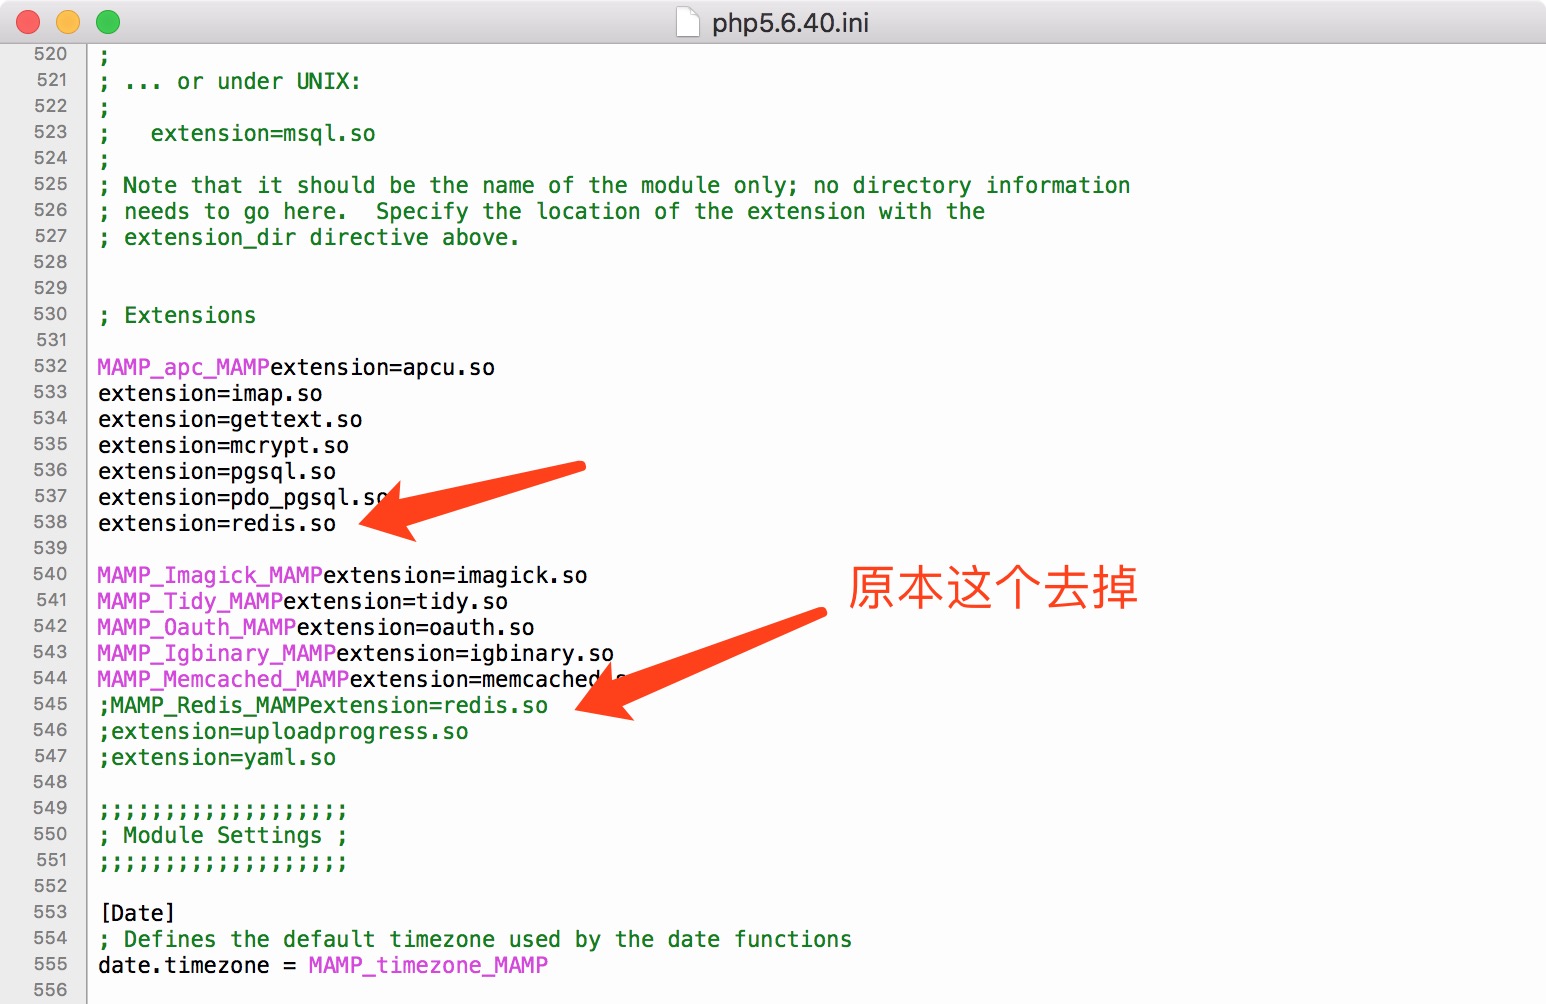 php5.6.40.ini
520 ;
521 ; ... or under UNIX:
522 ;
523 ;   extension=msql.so
524 ;
525 ; Note that it should be the name of the module only; no directory information
526 ; needs to go here.  Specify the location of the extension with the
527 ; extension_dir directive above.
528
529
530 ; Extensions
531
532 MAMP_apc_MAMPextension=apcu.so
533 extension=imap.so
534 extension=gettext.so
535 extension=mcrypt.so
536 extension=pgsql.so
537 extension=pdo_pgsql.so
538 extension=redis.so
539
540 MAMP_Imagick_MAMPextension=imagick.so
原本这个去掉
541 MAMP_Tidy_MAMPextension=tidy.so
542 MAMP_Oauth_MAMPextension=oauth.so
543 MAMP_Igbinary_MAMPextension=igbinary.so
544 MAMP_Memcached_MAMPextension=memcached.s
545 ;MAMP_Redis_MAMPextension=redis.so
546 ;extension=uploadprogress.so
547 ;extension=yaml.so
548
549 ;;;;;;;;;;;;;;;;;;;
550 ; Module Settings ;
551 ;;;;;;;;;;;;;;;;;;;
552
553 [Date]
554 ; Defines the default timezone used by the date functions
555 date.timezone = MAMP_timezone_MAMP
556